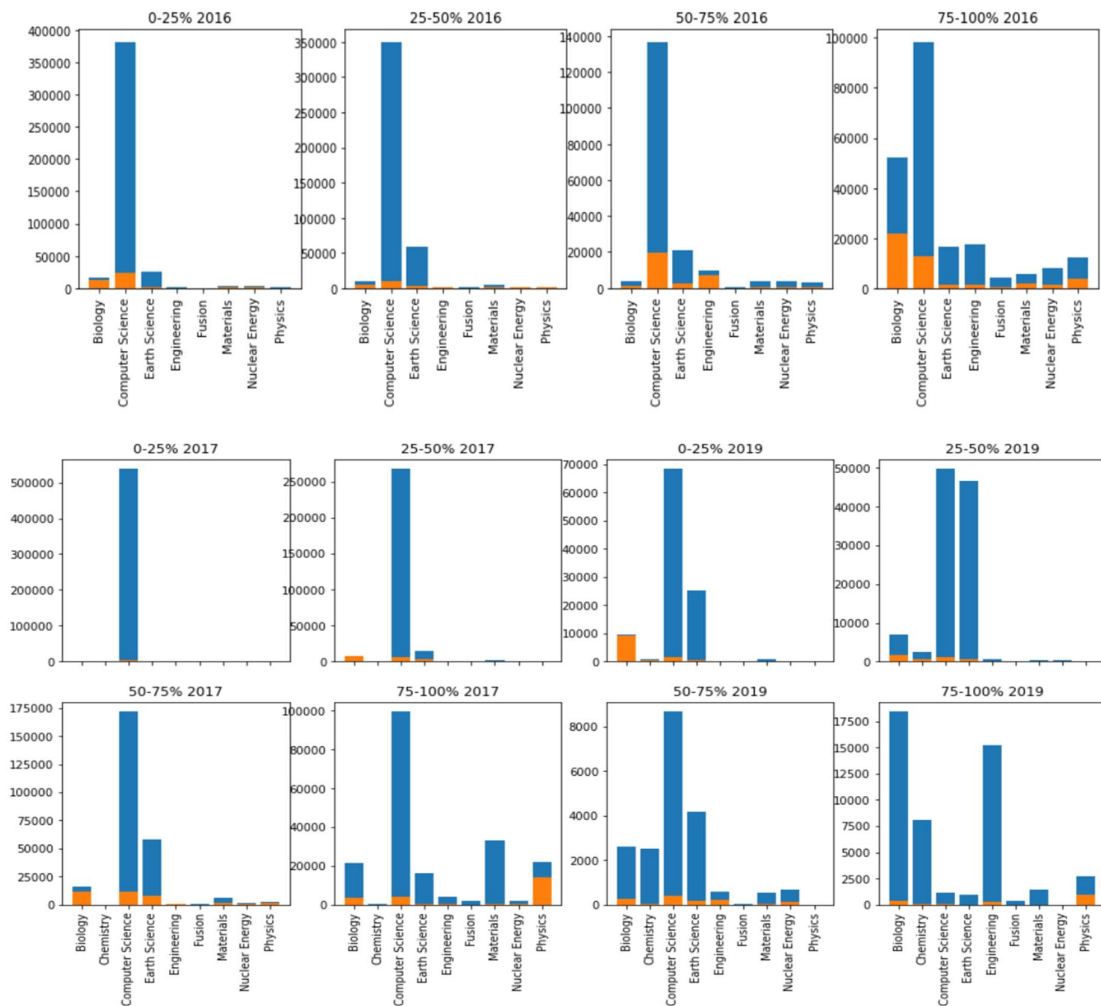 0-25% 2016
400000
350000
300000
250000
200000
150000
100000
50000
0
Biology
Computer Science
Earth Science
Engineering
Fusion
Materials
Nuclear Energy
Physics
25-50% 2016
350000
300000
250000
200000
150000
100000
50000
0
Biology
Computer Science
Earth Science
Engineering
Fusion
Materials
Nuclear Energy
Physics
50-75% 2016
140000
120000
100000
80000
60000
40000
20000
0
Biology
Computer Science
Earth Science
Engineering
Fusion
Materials
Nuclear Energy
Physics
75-100% 2016
100000
80000
60000
40000
20000
0
Biology
Computer Science
Earth Science
Engineering
Fusion
Materials
Nuclear Energy
Physics
0-25% 2017
500000
400000
300000
200000
100000
0
25-50% 2017
250000
200000
150000
100000
50000
0
0-25% 2019
70000
60000
50000
40000
30000
20000
10000
0
25-50% 2019
50000
40000
30000
20000
10000
0
50-75% 2017
175000
150000
125000
100000
75000
50000
25000
0
Biology
Chemistry
Computer Science
Earth Science
Engineering
Fusion
Materials
Nuclear Energy
Physics
75-100% 2017
100000
80000
60000
40000
20000
0
Biology
Chemistry
Computer Science
Earth Science
Engineering
Fusion
Materials
Nuclear Energy
Physics
50-75% 2019
8000
6000
4000
2000
0
Biology
Chemistry
Computer Science
Earth Science
Engineering
Fusion
Materials
Nuclear Energy
Physics
75-100% 2019
17500
15000
12500
10000
7500
5000
2500
0
Biology
Chemistry
Computer Science
Earth Science
Engineering
Fusion
Materials
Nuclear Energy
Physics